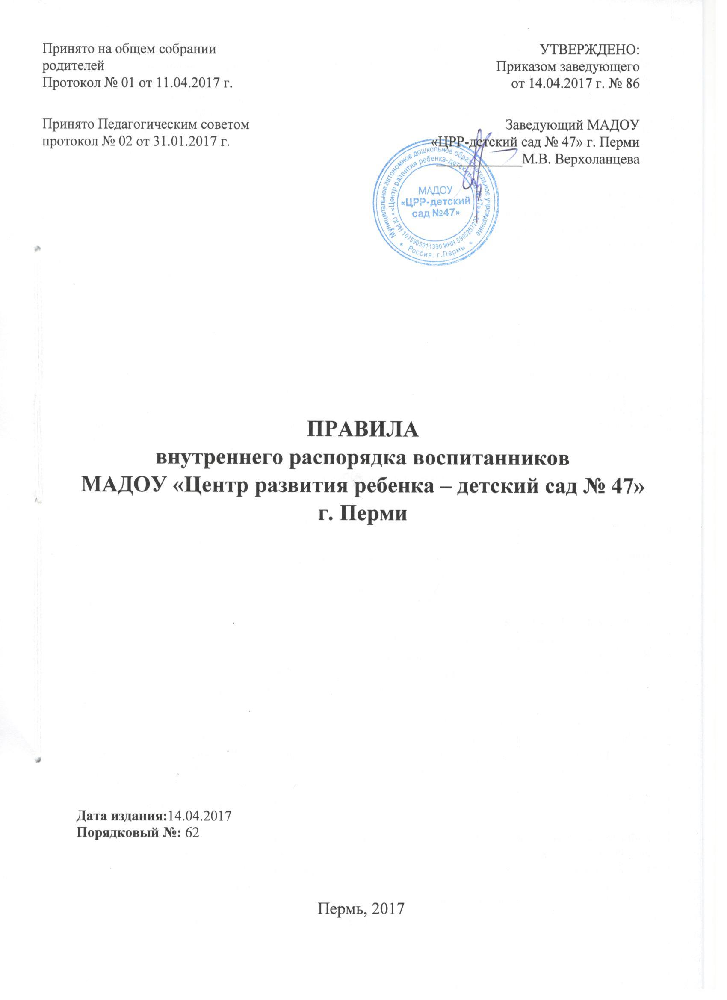 Принято на общем собрании
родителей
Протокол № 01 от 11.04.2017 г.
Принято Педагогическим советом
протокол № 02 от 31.01.2017 г.
УТВЕРЖДЕНО:
Приказом заведующего
от 14.04.2017 г. № 86
Заведующий МАДОУ
«ЦРР-детский сад № 47» г. Перми
____________М.В. Верхоланцева
Муниципальное автономное дошкольное образовательное учреждение
* Россия, г.Пермь *
«Центр развития ребенка-детский сад №47»
* ОГРН 1075905011390 ИНН
МАДОУ
«ЦРР-детский
сад №47»
ПРАВИЛА
внутреннего распорядка воспитанников
МАДОУ «Центр развития ребенка – детский сад № 47»
г. Перми
Дата издания:14.04.2017
Порядковый №: 62
Пермь, 2017